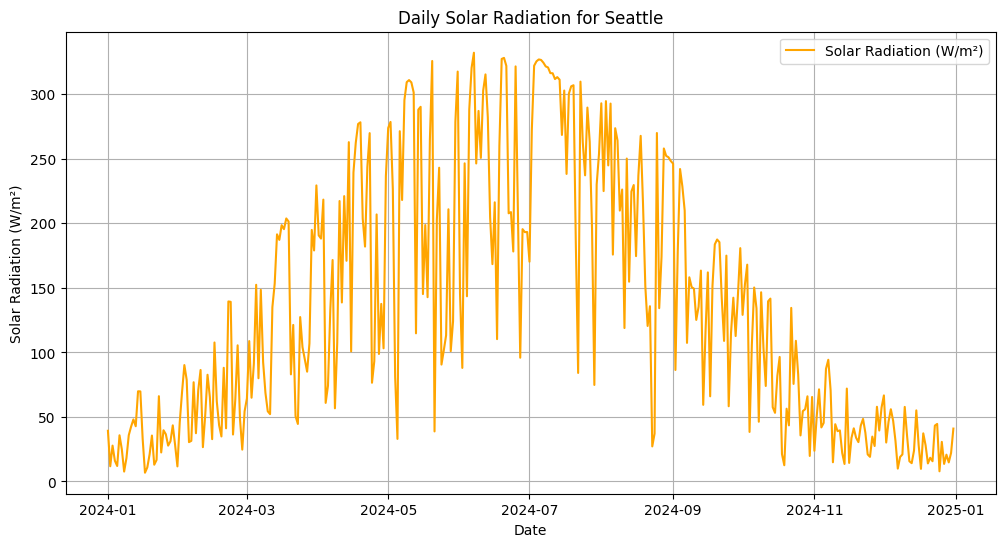 Daily Solar Radiation for Seattle
Solar Radiation (W/m²)
Solar Radiation (W/m²)
300
250
200
150
100
50
0
2024-01 2024-03 2024-05 2024-07 2024-09 2024-11 2025-01
Date